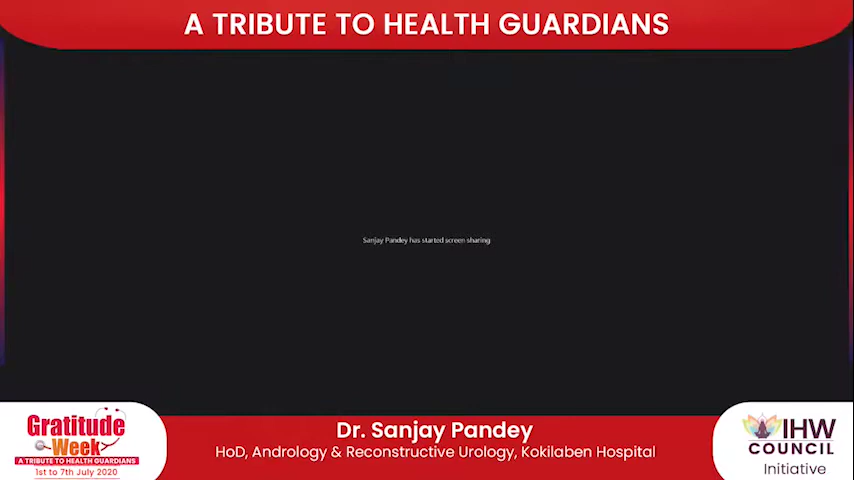 A TRIBUTE TO HEALTH GUARDIANS
Sanjay Pandey has started screen sharing
Gratitude
Week
A TRIBUTE TO HEALTH GUARDIANS
1st to 7th July 2020
Dr. Sanjay Pandey
HoD, Andrology & Reconstructive Urology, Kokilaben Hospital
IHW
COUNCIL
Initiative